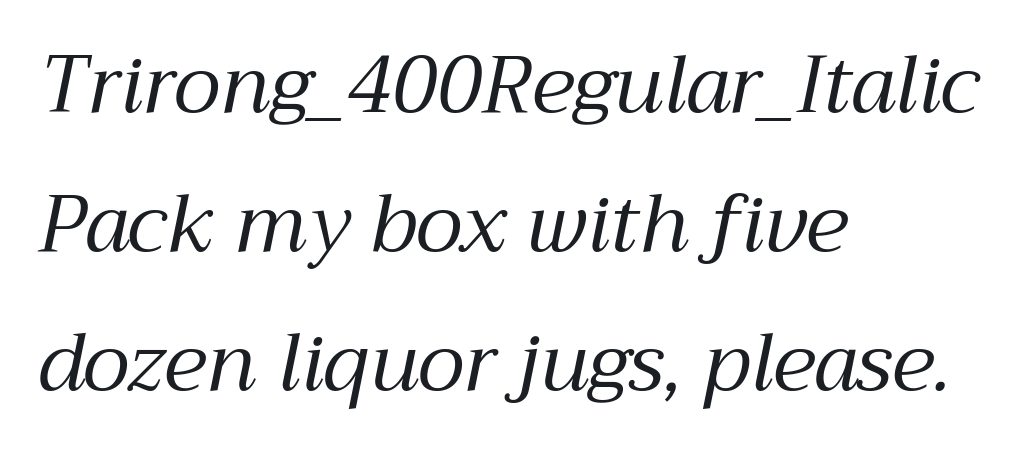 Trirong_400Regular_Italic
Pack my box with five
dozen liquor jugs, please.